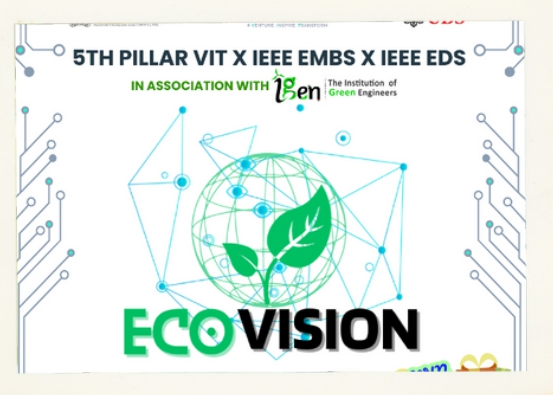 5TH PILLAR VIT X IEEE EMBS X IEEE EDS
IN ASSOCIATION WITH igen The Institution of
Green Engineers
ECOVISION